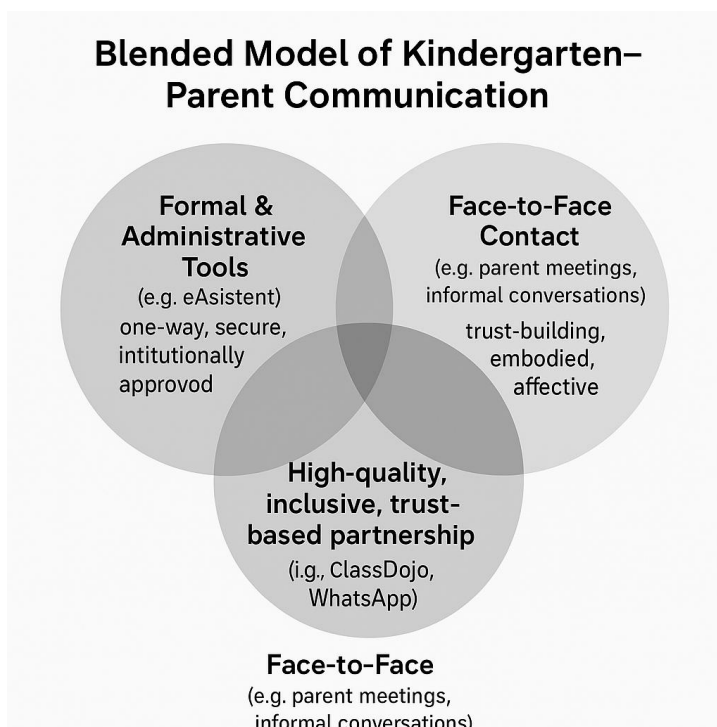 Blended Model of Kindergarten–
Parent Communication
Formal &
Administrative
Tools
(e.g. eAsistent)
one-way, secure,
intitutionally
approvod
Face-to-Face
Contact
(e.g. parent meetings,
informal conversations)
trust-building,
embodied,
affective
High-quality,
inclusive, trust-
based partnership
(i.g., ClassDojo,
WhatsApp)
Face-to-Face
(e.g. parent meetings,
informal conversations)